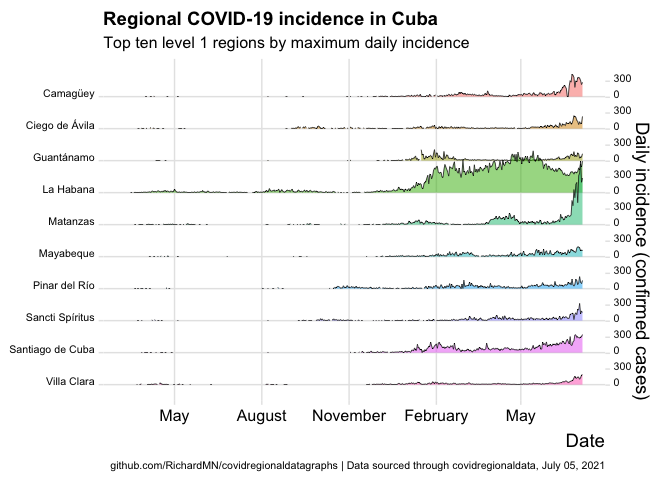 Regional COVID-19 incidence in Cuba
Top ten level 1 regions by maximum daily incidence
Camagüey
300
0
Ciego de Ávila
300
0
Guantánamo
300
0
La Habana
300
0
Matanzas
300
0
Mayabeque
300
0
Pinar del Río
300
0
Sancti Spíritus
300
0
Santiago de Cuba
300
0
Villa Clara
300
0
Daily incidence (confirmed cases)
May August November February May
Date
github.com/RichardMN/covidregionaldatagraphs | Data sourced through covidregionaldata, July 05, 2021